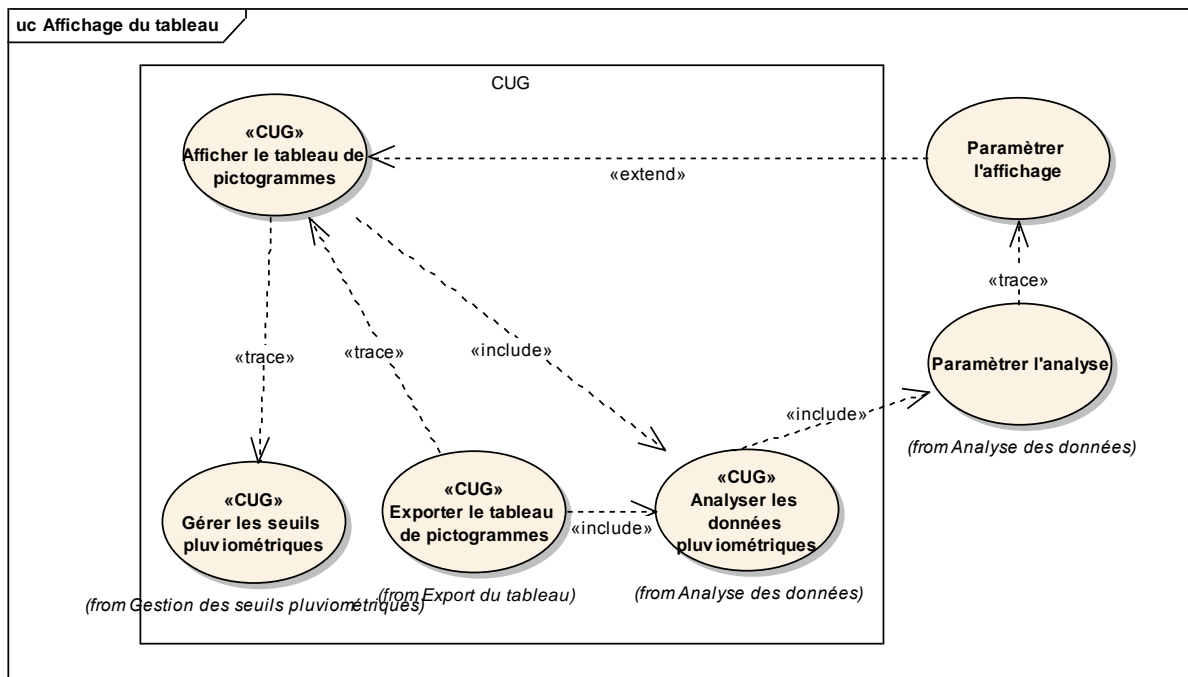 uc Affichage du tableau
CUG
«CUG»
Afficher le tableau de
pictogrammes
Paramètrer
l'affichage
«extend»
«trace»
Paramètrer l'analyse
(from Analyse des données)
«trace»
«trace»
«include»
«include»
«CUG»
Gérer les seuils
pluviométriques
(from Gestion des seuils pluviométriques)
«CUG»
Exporter le tableau
de pictogrammes
(from Export du tableau)
«include»
«CUG»
Analyser les
données
pluviométriques
(from Analyse des données)